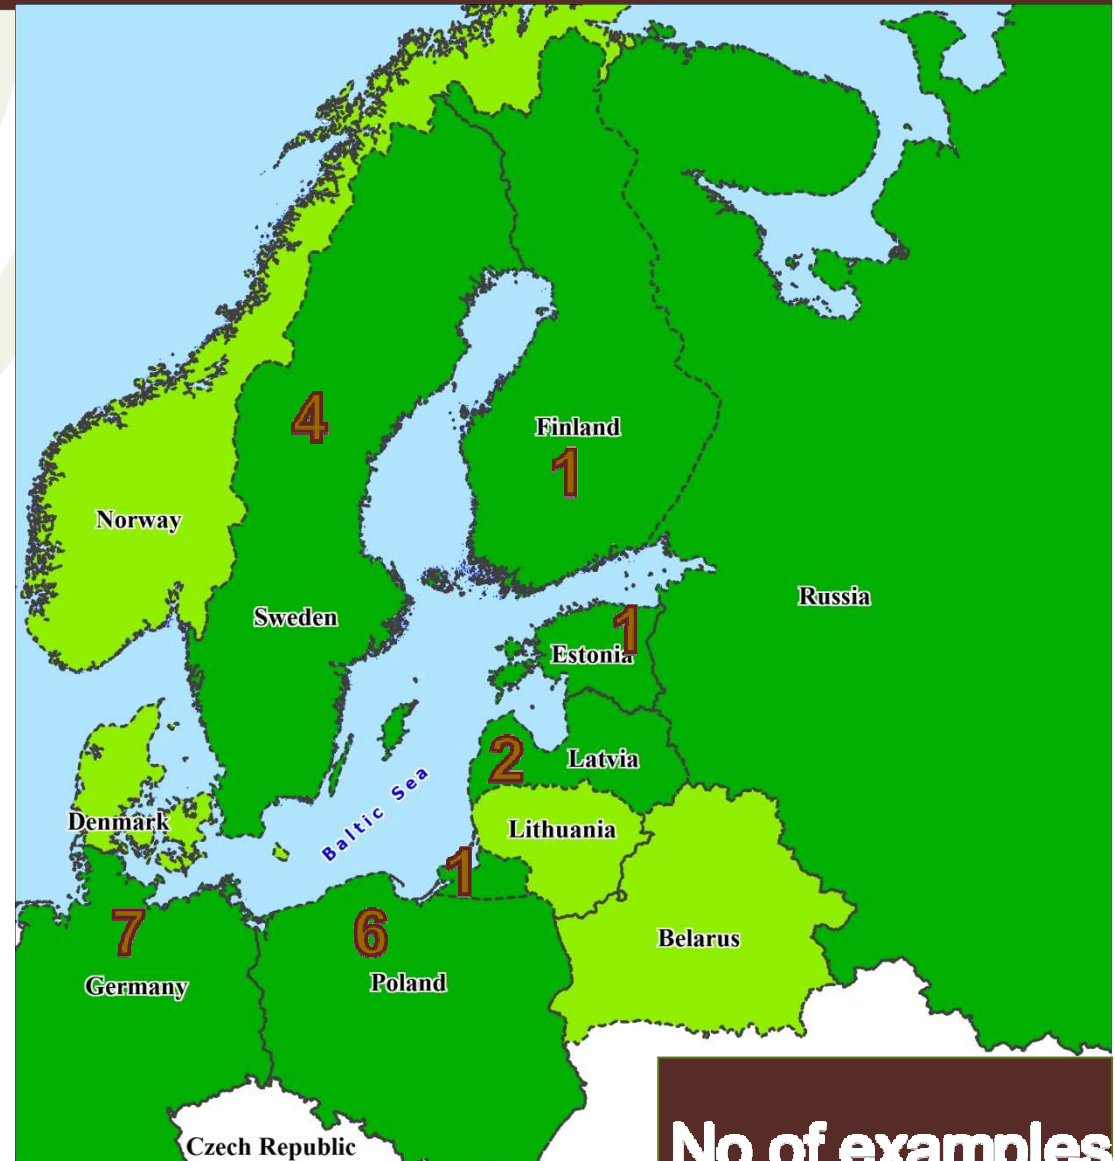 4
Finland
1
Norway
Russia
Sweden
1
Estonia
2
Latvia
Baltic Sea
Denmark
Lithuania
1
7
6
Belarus
Germany
Poland
Czech Republic
No of examples